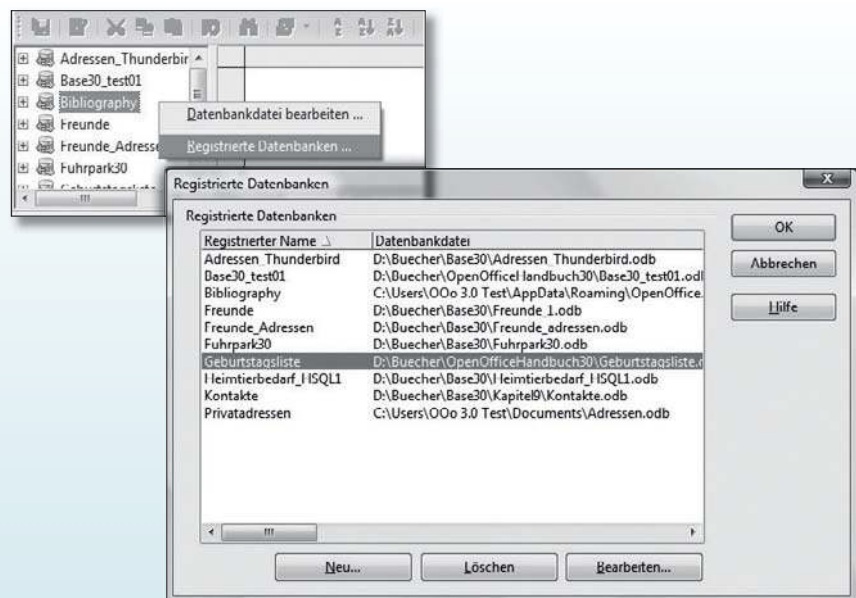 Adressen_Thunderbir
Base30_test01
Bibliography
Freunde
Freunde_Adresse
Fuhrpark30
Datenbankdatei bearbeiten ...
Registrierte Datenbanken ...
Registrierte Datenbanken
Registrierte Datenbanken
Registrierter Name Datenbankdatei
Adressen_Thunderbird D:\Buecher\Base30\Adressen_Thunderbird.odb
Base30_test01 D:\Buecher\OpenOfficeHandbuch30\Base30_test01.odl
Bibliography C:\Users\OOo 3.0 Test\AppData\Roaming\OpenOffice.
Freunde D:\Buecher\Base30\Freunde_1.odb
Freunde_Adressen D:\Buecher\Base30\Freunde_adressen.odb
Fuhrpark30 D:\Buecher\Base30\Fuhrpark30.odb
Geburtstagsliste D:\Buecher\OpenOfficeHandbuch30\Geburtstagsliste.
Heimtierbedarf_HSQL1 D:\Buecher\Base30\Heimtierbedarf_HSQL1.odb
Kontakte D:\Buecher\Base30\Kapitel9\Kontakte.odb
Privatadressen C:\Users\OOo 3.0 Test\Documents\Adressen.odb
OK
Abbrechen
Hilfe
Neu...
Löschen
Bearbeiten...